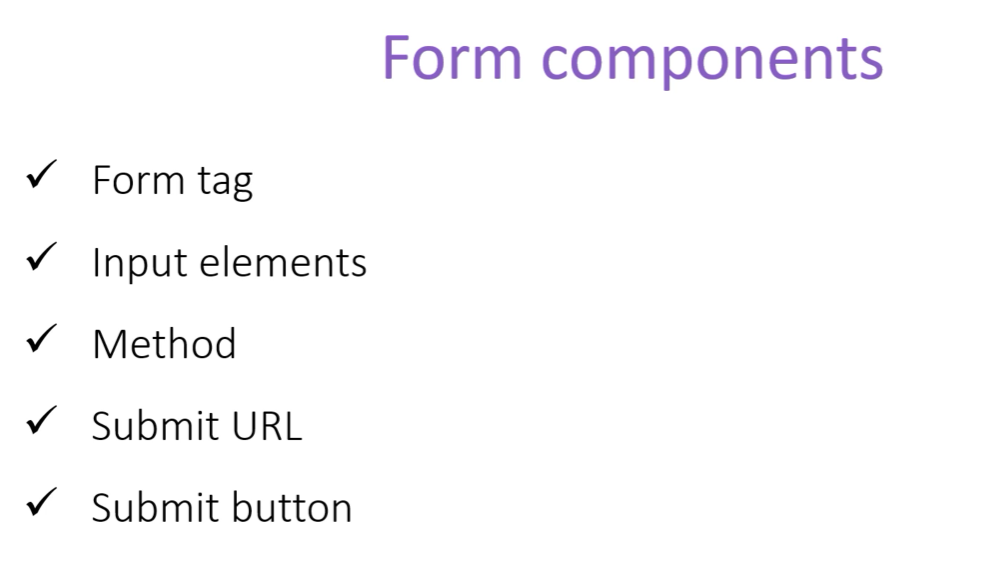 Form components
✓ Form tag
✓ Input elements
✓ Method
✓ Submit URL
✓ Submit button